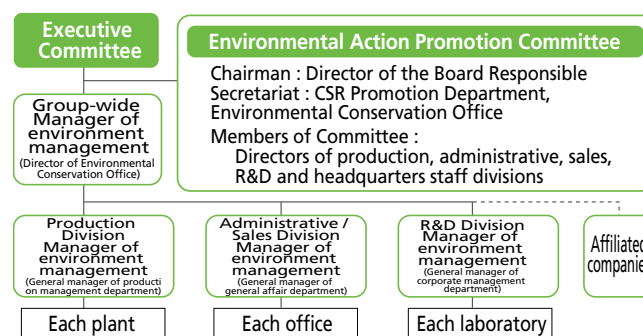 Executive
Committee
Environmental Action Promotion Committee
Chairman : Director of the Board Responsible
Secretariat : CSR Promotion Department,
Environmental Conservation Office
Members of Committee :
Directors of production, administrative, sales,
R&D and headquarters staff divisions
Group-wide
Manager of
environment
management
(Director of Environmental
Conservation Office)
Production
Division
Manager of
environment
management
(General manager of producti
on management department)
Each plant
Administrative /
Sales Division
Manager of
environment
management
(General manager of
general affair department)
Each office
R&D Division
Manager of
environment
management
(General manager of
corporate management
department)
Each laboratory
Affiliated
companie